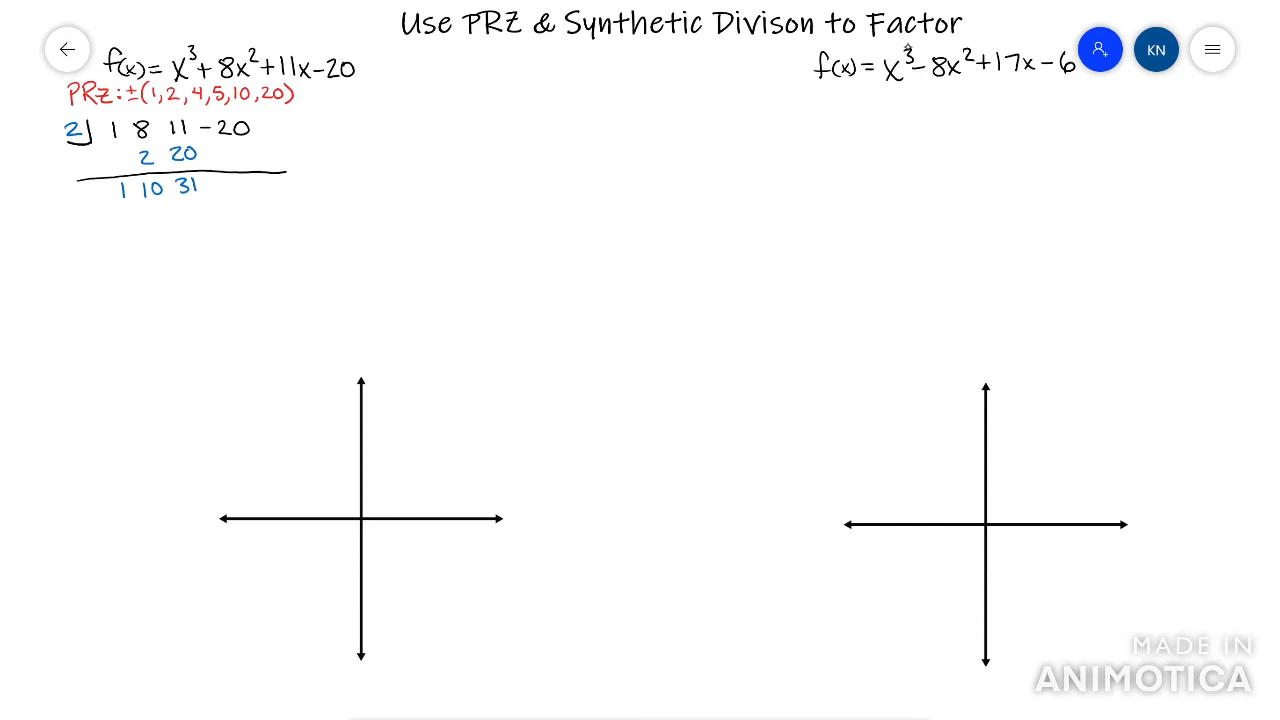 Use PRZ & Synthetic Divison to Factor
f(x) = x³ + 8x² + 11x - 20
PRZ: ±(1, 2, 4, 5, 10, 20)
2 | 1 8 11 -20
2 20
1 10 31
f(x) = x³ - 8x² + 17x - 6
KN
MADE IN
ANIMOTICA